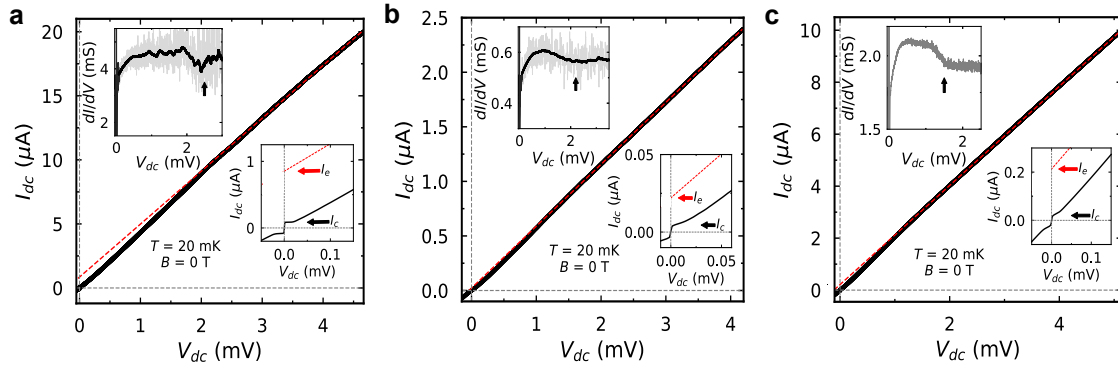 a
I_dc (μA)
20
15
10
5
0
0
1
2
3
4
V_dc (mV)
dI/dV (mS)
4
2
0
2
V_dc (mV)
I_dc (μA)
1
0
0.0
0.1
V_dc (mV)
I_e
I_c
T = 20 mK
B = 0 T
b
I_dc (μA)
2.5
2.0
1.5
1.0
0.5
0.0
0
1
2
3
4
V_dc (mV)
dI/dV (mS)
0.6
0.4
0
2
V_dc (mV)
I_dc (μA)
0.05
0.00
0.00
0.05
V_dc (mV)
I_e
I_c
T = 20 mK
B = 0 T
c
I_dc (μA)
10
8
6
4
2
0
0
1
2
3
4
5
V_dc (mV)
dI/dV (mS)
2.1
1.8
1.5
0
2
V_dc (mV)
I_dc (μA)
0.2
0.0
0.0
0.1
V_dc (mV)
I_e
I_c
T = 20 mK
B = 0 T